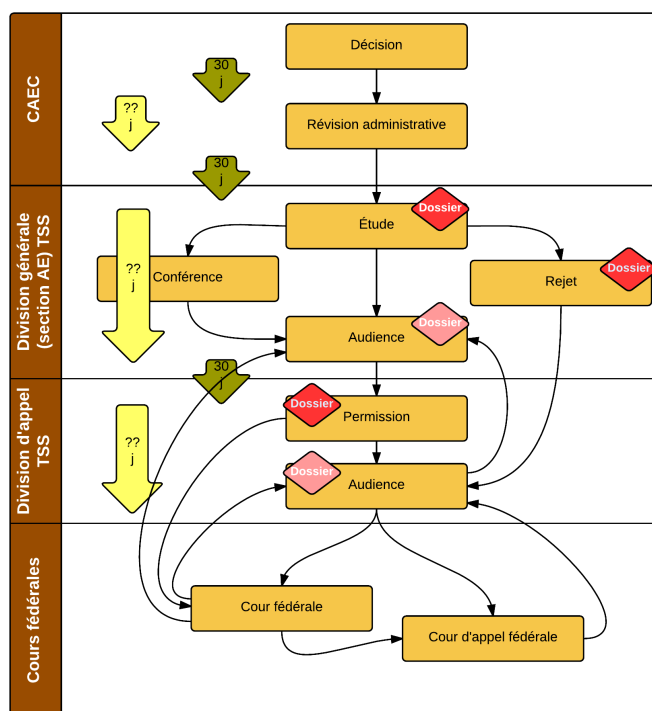 CAEC
Décision
30
j
??
j
Révision administrative
30
j
Division générale
(section AE) TSS
Dossier
Étude
??
j
Conférence
Dossier
Rejet
Dossier
Audience
30
j
Division d'appel
TSS
Dossier
Permission
??
j
Dossier
Audience
Cours fédérales
Cour fédérale
Cour d'appel fédérale